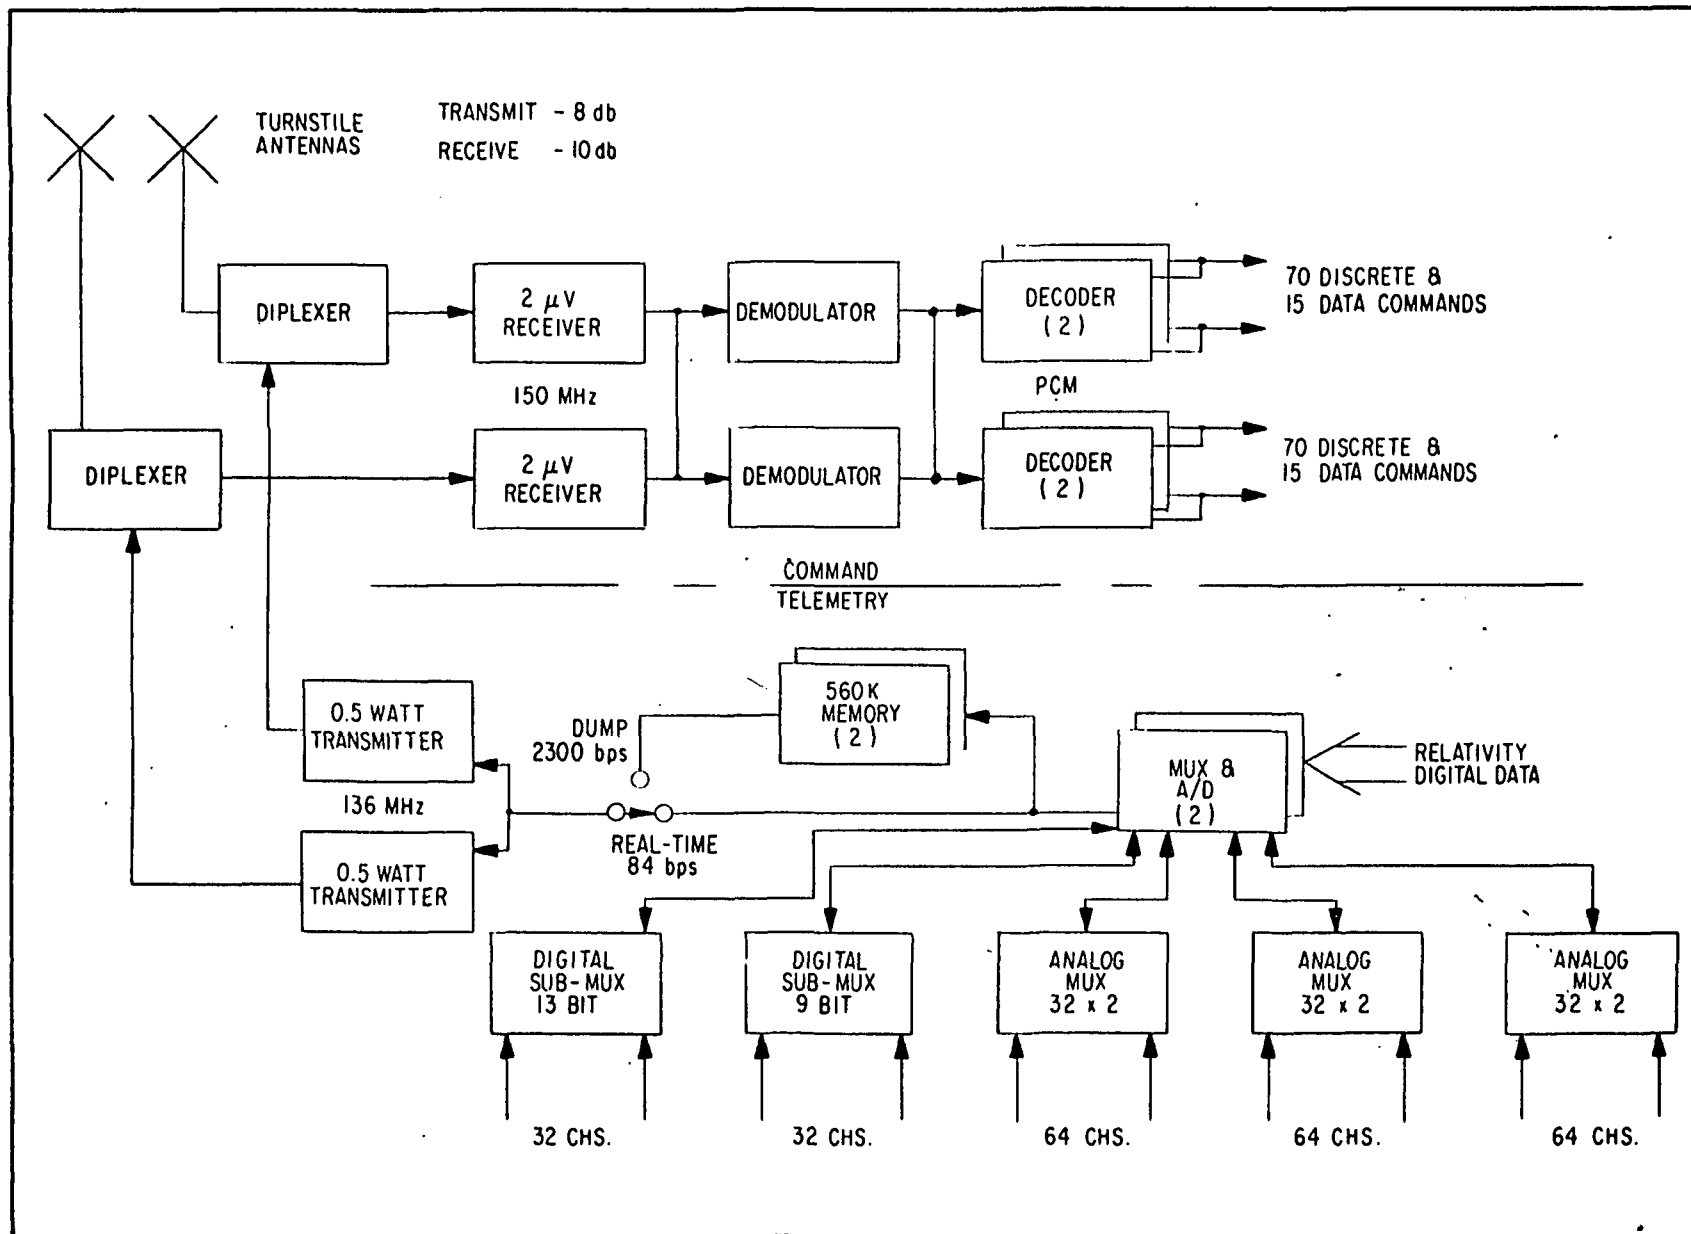 TURNSTILE
ANTENNAS
TRANSMIT - 8 db
RECEIVE - 10 db
DIPLEXER
2 μV
RECEIVER
DEMODULATOR
DECODER
(2)
70 DISCRETE &
15 DATA COMMANDS
150 MHz
PCM
DIPLEXER
2 μV
RECEIVER
DEMODULATOR
DECODER
(2)
70 DISCRETE &
15 DATA COMMANDS
COMMAND
TELEMETRY
0.5 WATT
TRANSMITTER
DUMP
2300 bps
560K
MEMORY
(2)
MUX &
A/D
(2)
RELATIVITY
DIGITAL DATA
136 MHz
REAL-TIME
84 bps
0.5 WATT
TRANSMITTER
DIGITAL
SUB-MUX
13 BIT
DIGITAL
SUB-MUX
9 BIT
ANALOG
MUX
32 x 2
ANALOG
MUX
32 x 2
ANALOG
MUX
32 x 2
32 CHS.
32 CHS.
64 CHS.
64 CHS.
64 CHS.